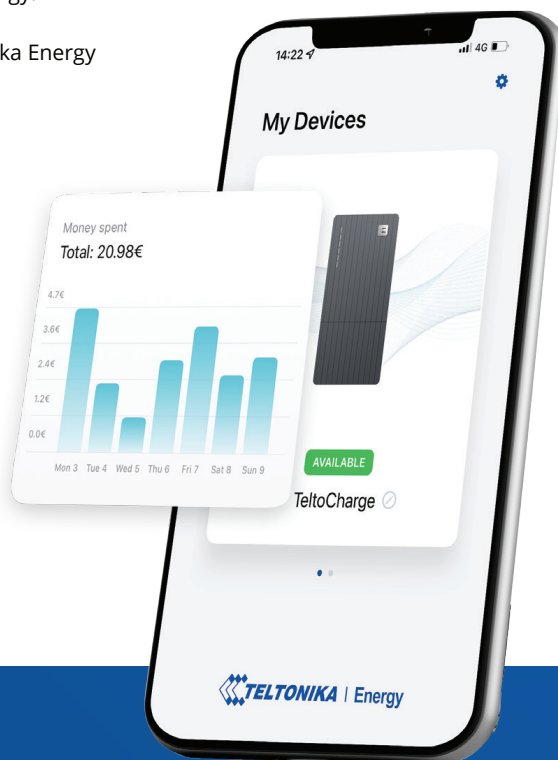 gy.
ka Energy
14:22
4G
My Devices
Money spent
Total: 20.98€
4.7€
3.6€
2.4€
1.2€
0.0€
Mon 3 Tue 4 Wed 5 Thu 6 Fri 7 Sat 8 Sun 9
AVAILABLE
TeltoCharge
TELTONIKA | Energy